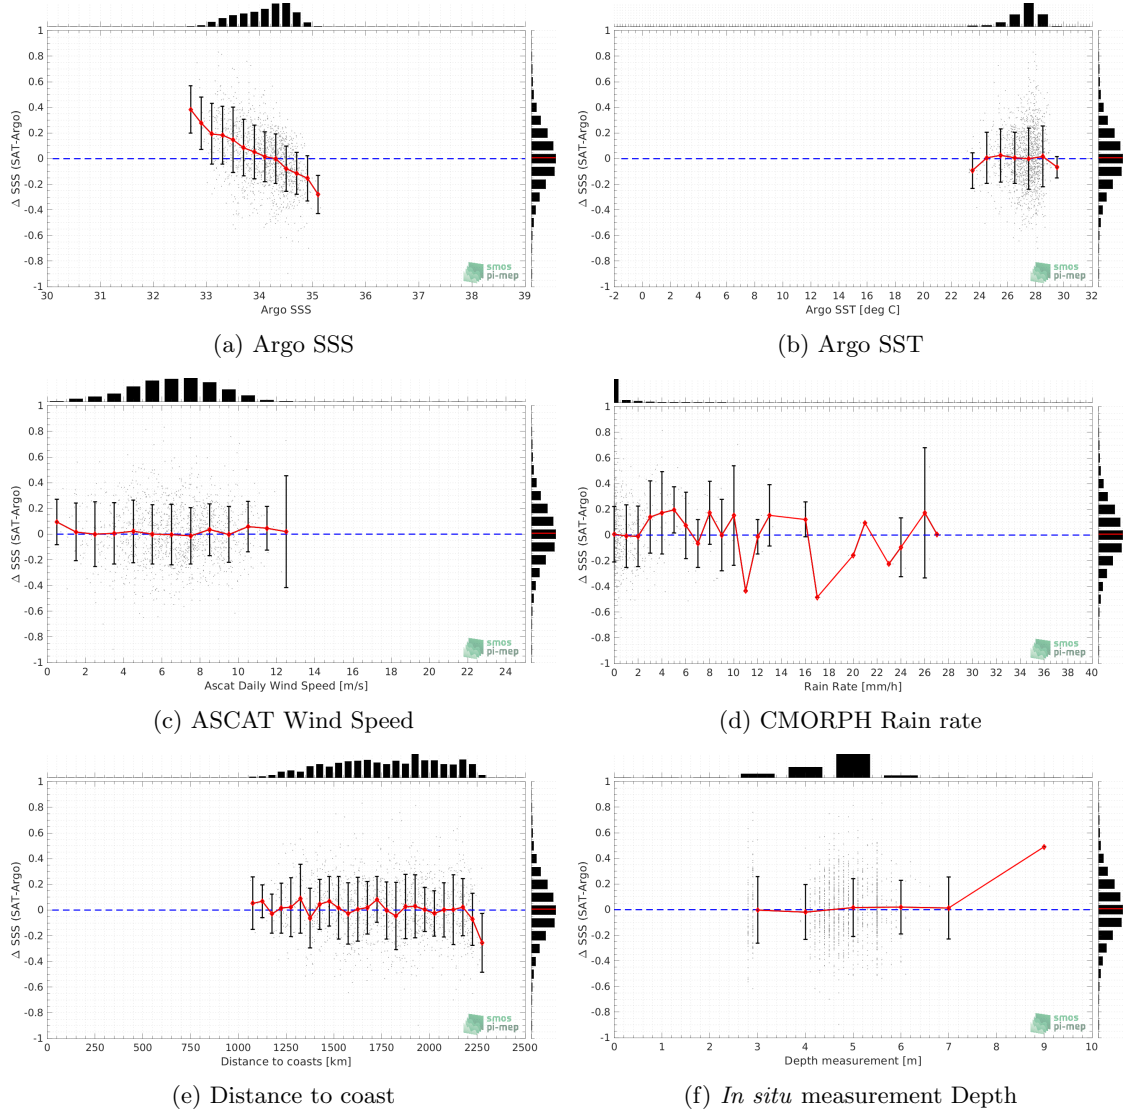 1
0.8
0.6
0.4
0.2
0
-0.2
-0.4
-0.6
-0.8
-1
Δ SSS (SAT-Argo)
30 31 32 33 34 35 36 37 38 39
Argo SSS
smos
pi-mep
(a) Argo SSS
1
0.8
0.6
0.4
0.2
0
-0.2
-0.4
-0.6
-0.8
-1
Δ SSS (SAT-Argo)
-2 0 2 4 6 8 10 12 14 16 18 20 22 24 26 28 30 32
Argo SST [deg C]
smos
pi-mep
(b) Argo SST
1
0.8
0.6
0.4
0.2
0
-0.2
-0.4
-0.6
-0.8
-1
Δ SSS (SAT-Argo)
0 2 4 6 8 10 12 14 16 18 20 22 24
Ascat Daily Wind Speed [m/s]
smos
pi-mep
(c) ASCAT Wind Speed
1
0.8
0.6
0.4
0.2
0
-0.2
-0.4
-0.6
-0.8
-1
Δ SSS (SAT-Argo)
0 2 4 6 8 10 12 14 16 18 20 22 24 26 28 30 32 34 36 38 40
Rain Rate [mm/h]
smos
pi-mep
(d) CMORPH Rain rate
1
0.8
0.6
0.4
0.2
0
-0.2
-0.4
-0.6
-0.8
-1
Δ SSS (SAT-Argo)
0 250 500 750 1000 1250 1500 1750 2000 2250 2500
Distance to coasts [km]
smos
pi-mep
(e) Distance to coast
1
0.8
0.6
0.4
0.2
0
-0.2
-0.4
-0.6
-0.8
-1
Δ SSS (SAT-Argo)
0 1 2 3 4 5 6 7 8 9 10
Depth measurement [m]
smos
pi-mep
(f) In situ measurement Depth